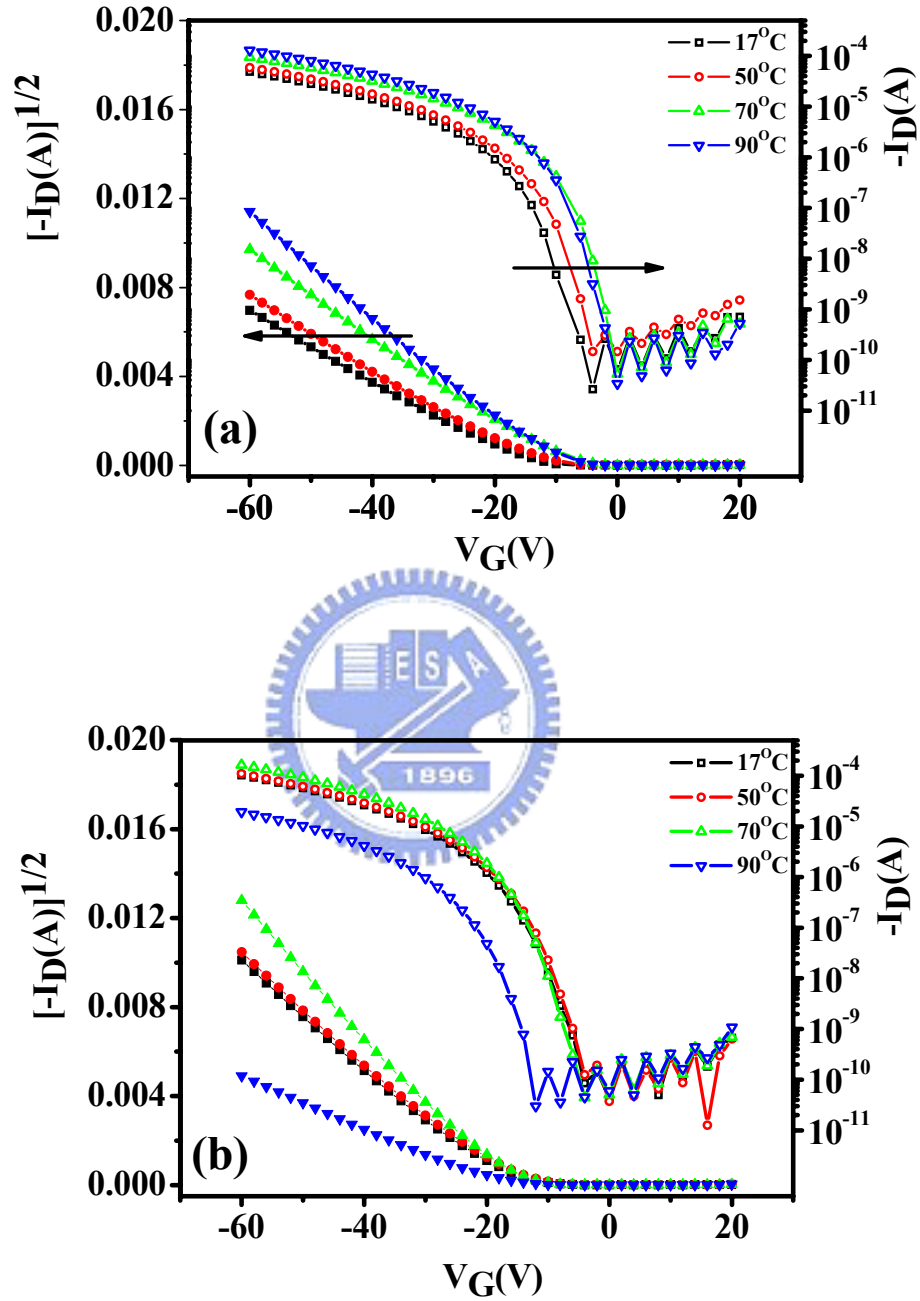 0.020
0.016
0.012
0.008
0.004
0.000
[-I_D(A)]^{1/2}
17°C
50°C
70°C
90°C
10^{-4}
10^{-5}
10^{-6}
10^{-7}
10^{-8}
10^{-9}
10^{-10}
10^{-11}
-I_D(A)
(a)
-60 -40 -20 0 20
V_G(V)
E S A
1896
0.020
0.016
0.012
0.008
0.004
0.000
[-I_D(A)]^{1/2}
17°C
50°C
70°C
90°C
10^{-4}
10^{-5}
10^{-6}
10^{-7}
10^{-8}
10^{-9}
10^{-10}
10^{-11}
-I_D(A)
(b)
-60 -40 -20 0 20
V_G(V)